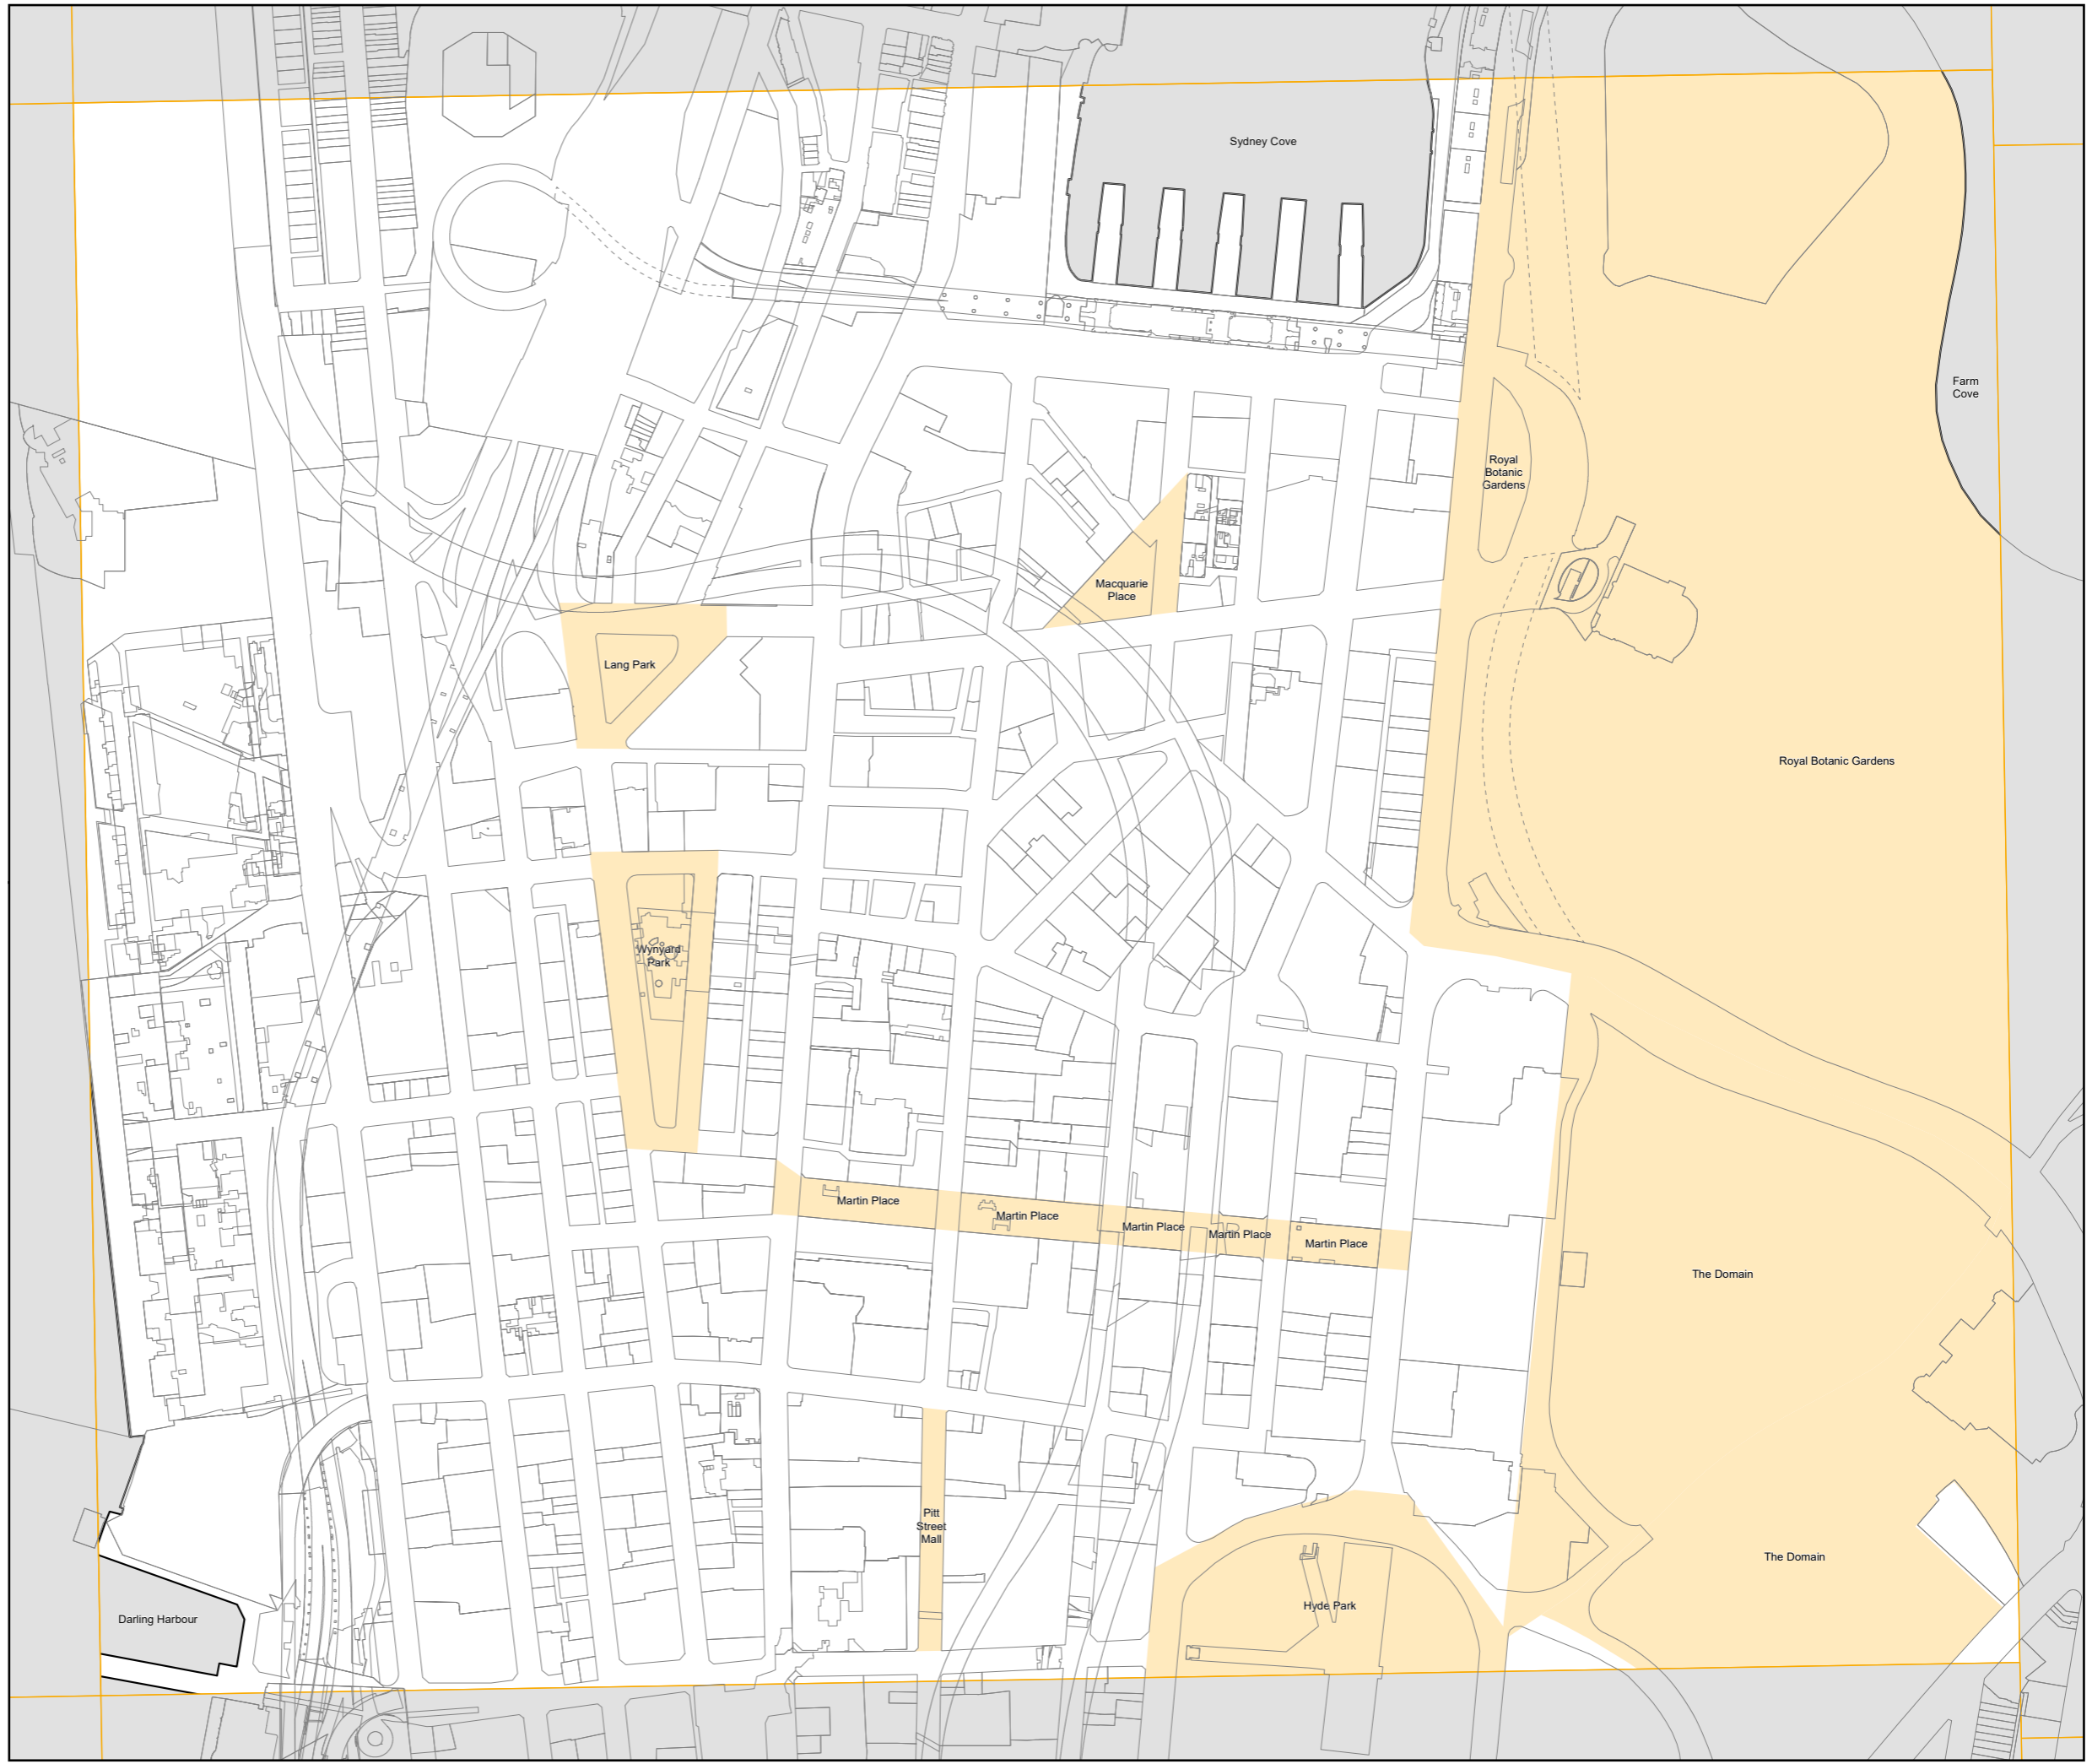 Sydney Cove
Farm
Cove
Royal
Botanic
Gardens
Macquarie
Place
Lang Park
Royal Botanic Gardens
Wynyard
Park
Martin Place
Martin Place
Martin Place
Martin Place
Martin Place
The Domain
Pitt
Street
Mall
The Domain
Hyde Park
Darling Harbour